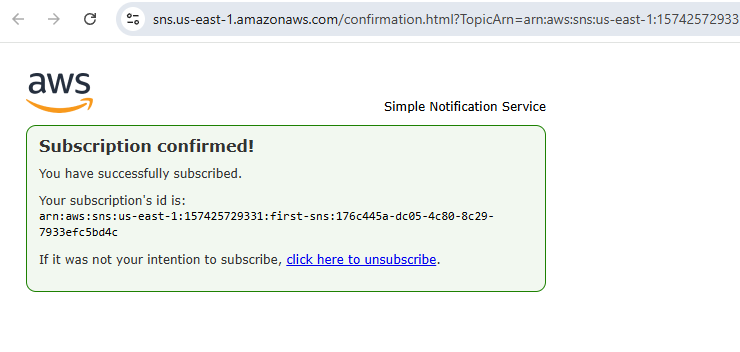 sns.us-east-1.amazonaws.com/confirmation.html?TopicArn=arn:aws:sns:us-east-1:15742572933
aws
Simple Notification Service
Subscription confirmed!
You have successfully subscribed.
Your subscription's id is:
arn:aws:sns:us-east-1:157425729331:first-sns:176c445a-dc05-4c80-8c29-
7933efc5bd4c
If it was not your intention to subscribe, click here to unsubscribe.